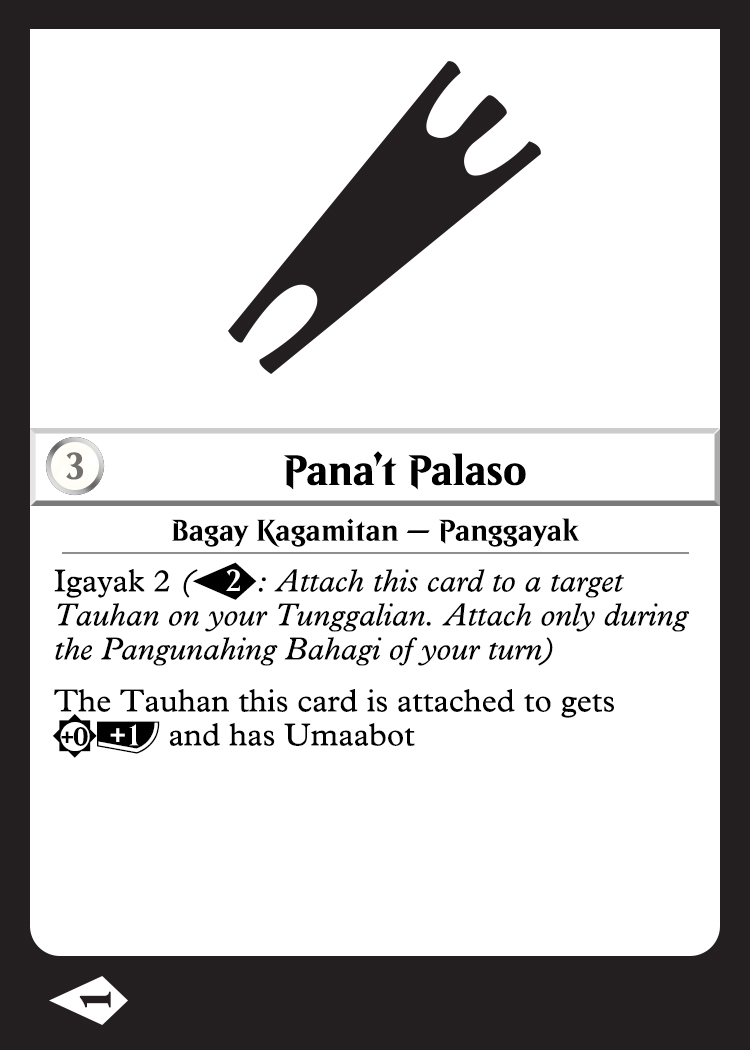 3
Pana't Palaso
Bagay Kagamitan — Panggayak
Igayak 2 (2: Attach this card to a target
Tauhan on your Tunggalian. Attach only during
the Pangunahing Bahagi of your turn)
The Tauhan this card is attached to gets
+0 +1 and has Umaabot
1